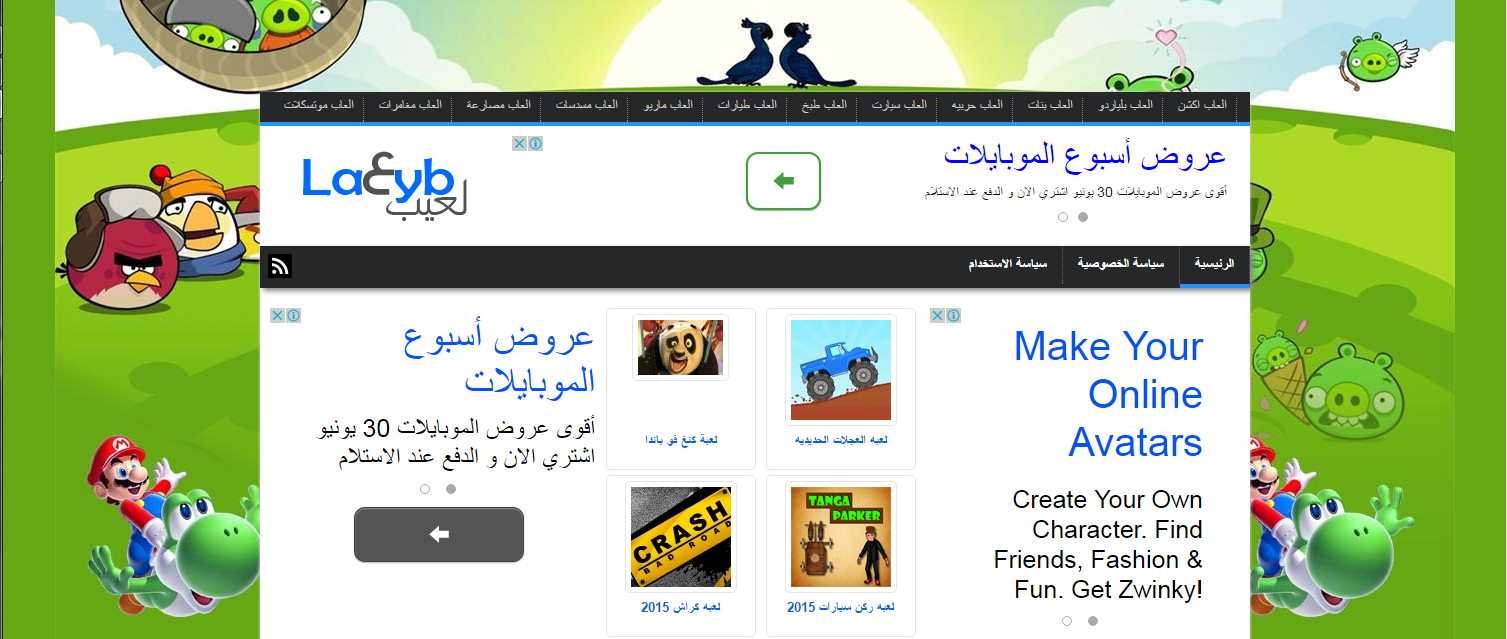 العاب اكشن
العاب بلياردو
العاب بنات
العاب حربيه
العاب سيارت
العاب طبخ
العاب طيارات
العاب ماريو
العاب مسدسات
العاب مصارعة
العاب مغامرات
العاب موتسكلات
عروض أسبوع الموبايلات
أقوى عروض الموبايلات 30 يونيو اشتري الان و الدفع عند الاستلام
Laعyb
لعيب
الرئيسية
سياسة الخصوصية
سياسة الاستخدام
Make Your
Online
Avatars
Create Your Own
Character. Find
Friends, Fashion &
Fun. Get Zwinky!
لعبه العجلات الحديديه
لعبة كنغ فو باندا
TANGA
PARKER
لعبه ركن سيارات 2015
CRASH
BAD ROAD
لعبه كراش 2015
عروض أسبوع
الموبايلات
أقوى عروض الموبايلات 30 يونيو
اشتري الان و الدفع عند الاستلام